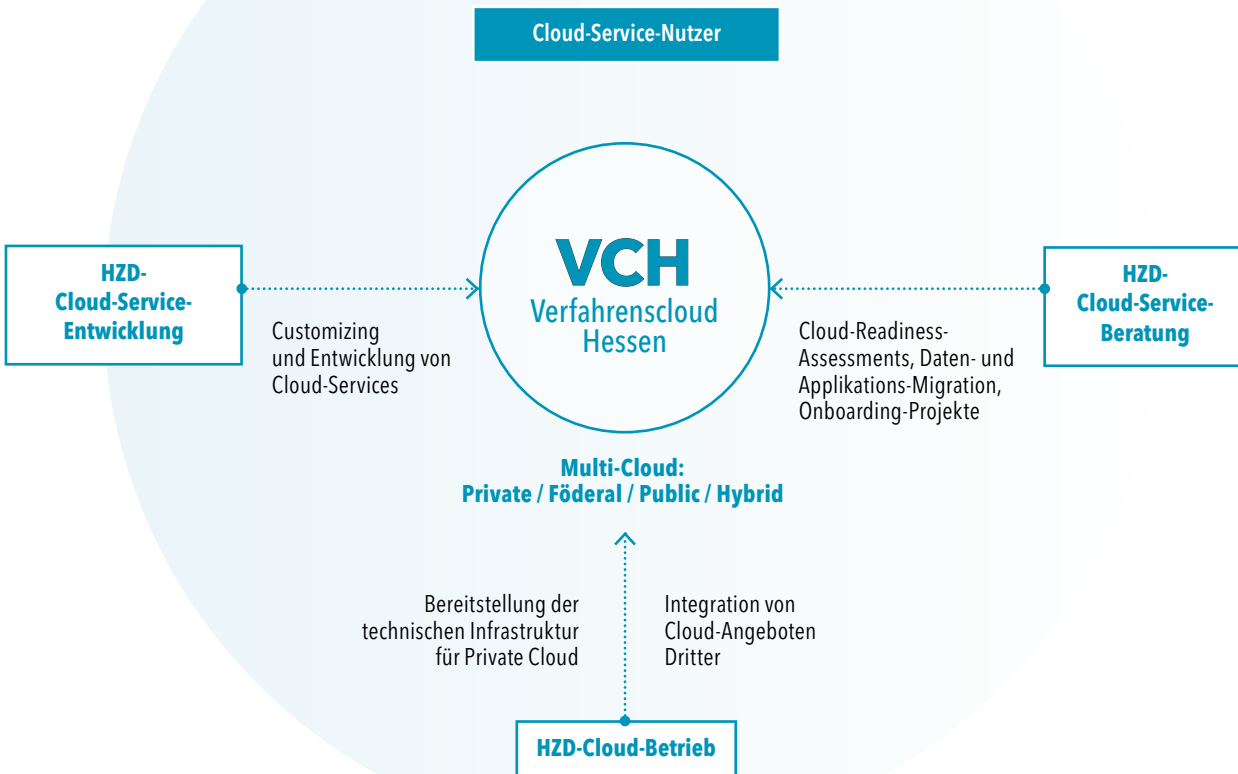 Cloud-Service-Nutzer
VCH
Verfahrenscloud
Hessen
HZD-
Cloud-Service-
Entwicklung
Customizing
und Entwicklung von
Cloud-Services
HZD-
Cloud-Service-
Beratung
Cloud-Readiness-
Assessments, Daten- und
Applikations-Migration,
Onboarding-Projekte
Multi-Cloud:
Private / Föderal / Public / Hybrid
Bereitstellung der
technischen Infrastruktur
für Private Cloud
Integration von
Cloud-Angeboten
Dritter
HZD-Cloud-Betrieb